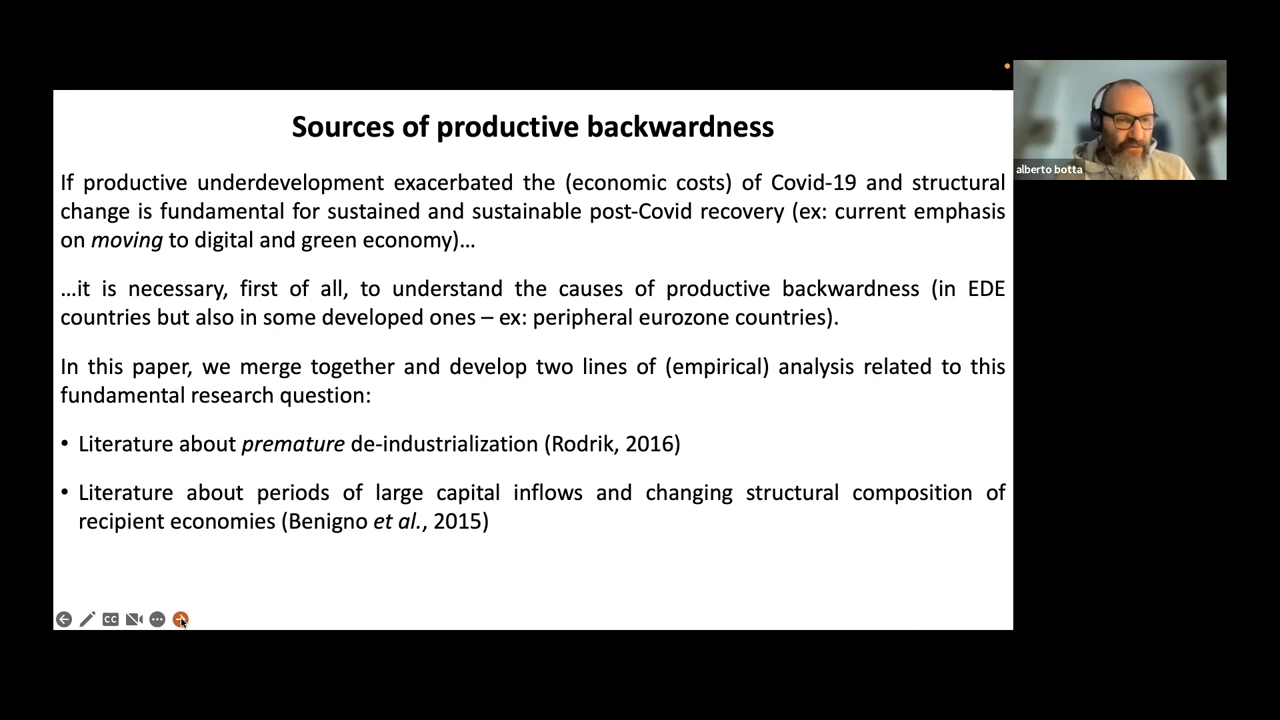 Sources of productive backwardness
If productive underdevelopment exacerbated the (economic costs) of Covid-19 and structural
change is fundamental for sustained and sustainable post-Covid recovery (ex: current emphasis
on moving to digital and green economy)...
...it is necessary, first of all, to understand the causes of productive backwardness (in EDE
countries but also in some developed ones – ex: peripheral eurozone countries).
In this paper, we merge together and develop two lines of (empirical) analysis related to this
fundamental research question:
• Literature about premature de-industrialization (Rodrik, 2016)
• Literature about periods of large capital inflows and changing structural composition of
recipient economies (Benigno et al., 2015)
CC
alberto botta